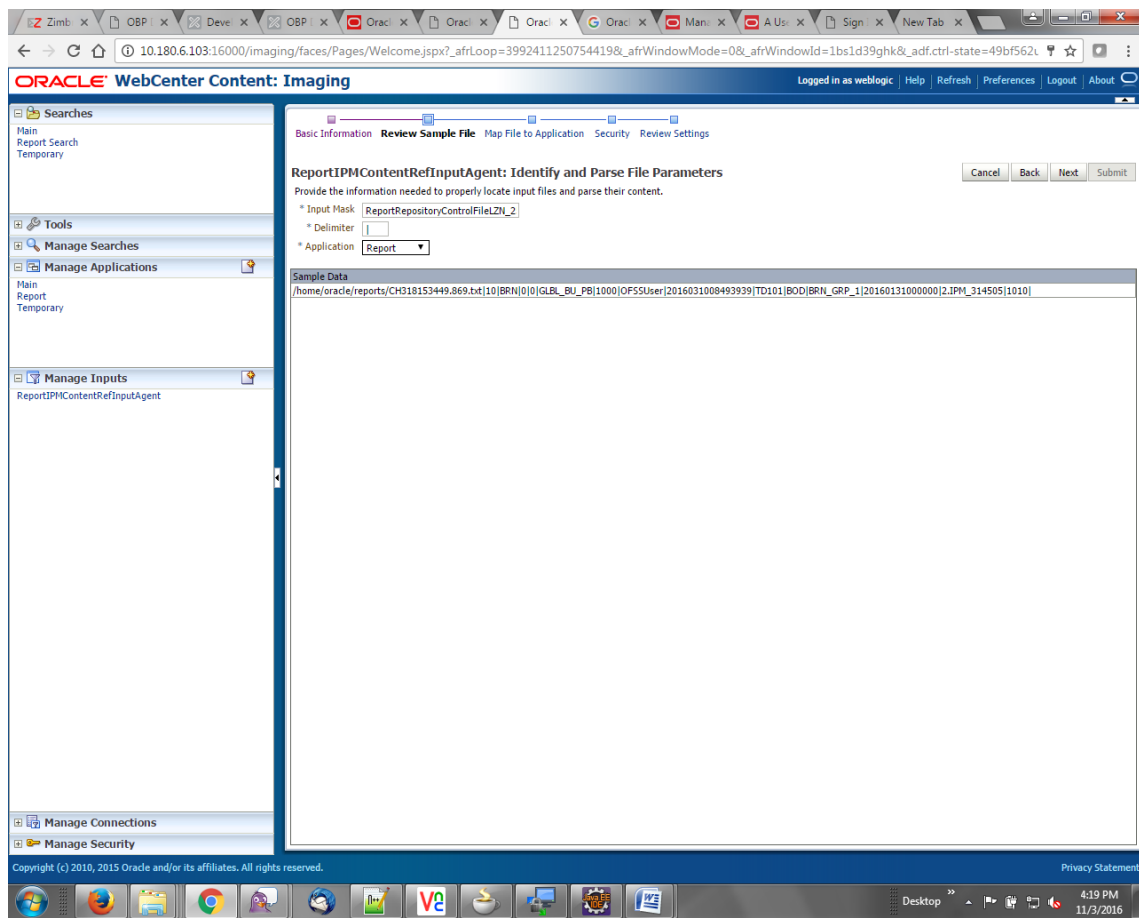 Zimb
OBP
Devel
OBP
Oracl
Oracl
Oracl
Oracl
Mana
A Use
Sign
New Tab
10.180.6.103:16000/imaging/faces/Pages/Welcome.jspx?_afrLoop=3992411250754419&_afrWindowMode=0&_afrWindowId=1bs1d39ghk&_adf.ctrl-state=49bf562
ORACLE WebCenter Content: Imaging
Logged in as weblogic | Help | Refresh | Preferences | Logout | About
Searches
Main
Report Search
Temporary
Tools
Manage Searches
Manage Applications
Main
Report
Temporary
Manage Inputs
ReportIPMContentRefInputAgent
Manage Connections
Manage Security
Basic Information Review Sample File Map File to Application Security Review Settings
ReportIPMContentRefInputAgent: Identify and Parse File Parameters
Cancel Back Next Submit
Provide the information needed to properly locate input files and parse their content.
* Input Mask ReportRepositoryControlFileLZN_2
* Delimiter |
* Application Report
Sample Data
/home/oracle/reports/CH318153449.869.txt|10|BRN|0|0|GLBL_BU_PB|1000|OFSSUser|2016031008493939|TD101|BOD|BRN_GRP_1|20160131000000|2.IPM_314505|1010|
Copyright (c) 2010, 2015 Oracle and/or its affiliates. All rights reserved.
Privacy Statement
Desktop
4:19 PM
11/3/2016